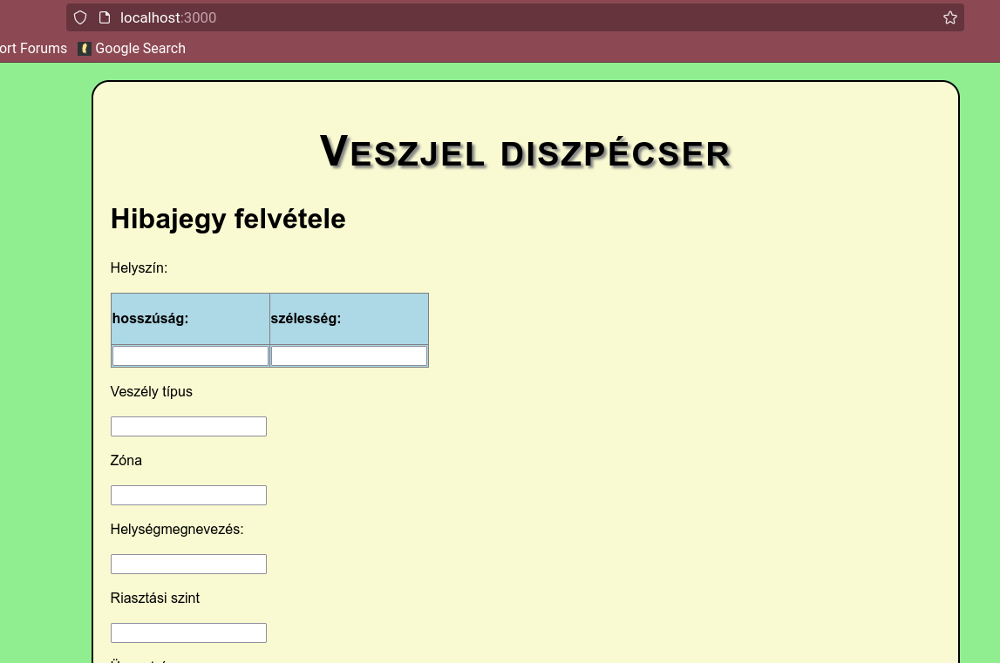 localhost:3000
ort Forums Google Search
Veszjel diszpécser
Hibajegy felvétele
Helyszín:
hosszúság: szélesség:
Veszély típus
Zóna
Helységmegnevezés:
Riasztási szint